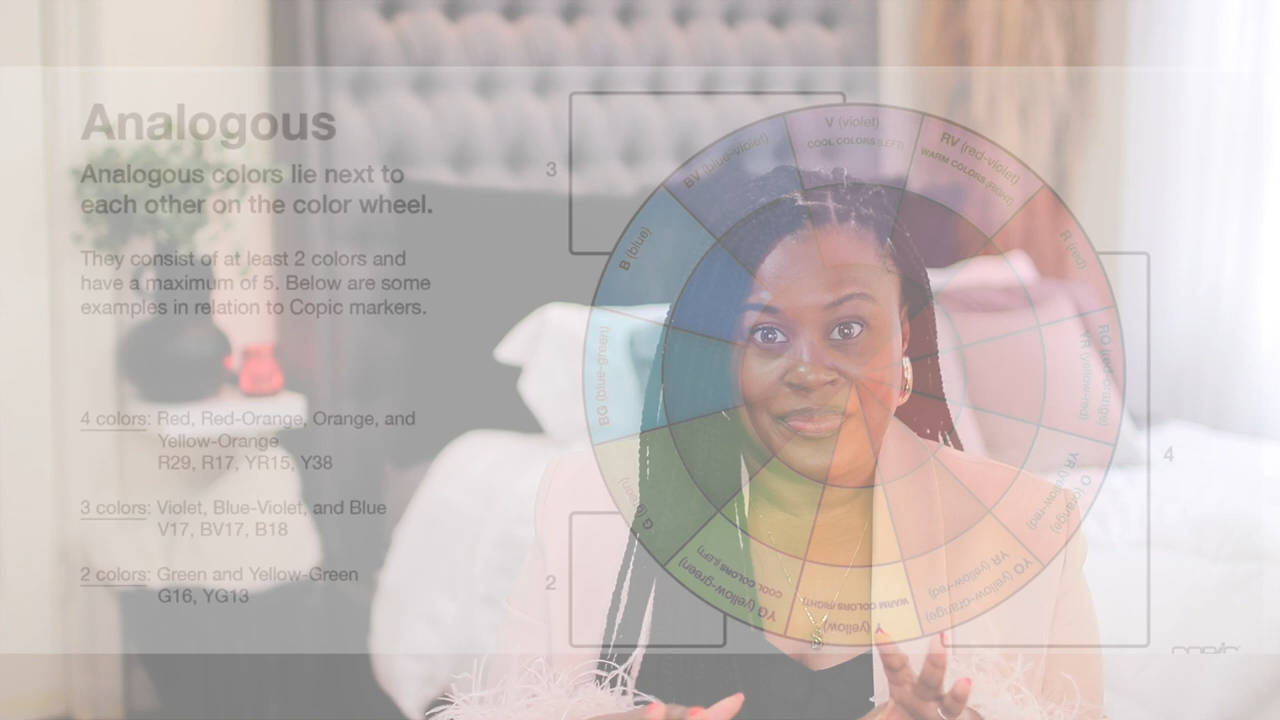 Analogous
Analogous colors lie next to
each other on the color wheel.
They consist of at least 2 colors and
have a maximum of 5. Below are some
examples in relation to Copic markers.
4 colors: Red, Red-Orange, Orange, and
Yellow-Orange
R29, R17, YR15, Y38
3 colors: Violet, Blue-Violet, and Blue
V17, BV17, B18
2 colors: Green and Yellow-Green
G16, YG13
3
2
4
V (violet)
COOL COLORS (LEFT)
RV (red-violet)
WARM COLORS (RIGHT)
R (red)
RO (red-orange)
YR (yellow-red)
O (orange)
YR (yellow-red)
YO (yellow-orange)
YR (yellow-red)
Y (yellow)
WARM COLORS (RIGHT)
YG (yellow-green)
COOL COLORS (LEFT)
G (green)
BG (blue-green)
B (blue)
BV (blue-violet)
copic